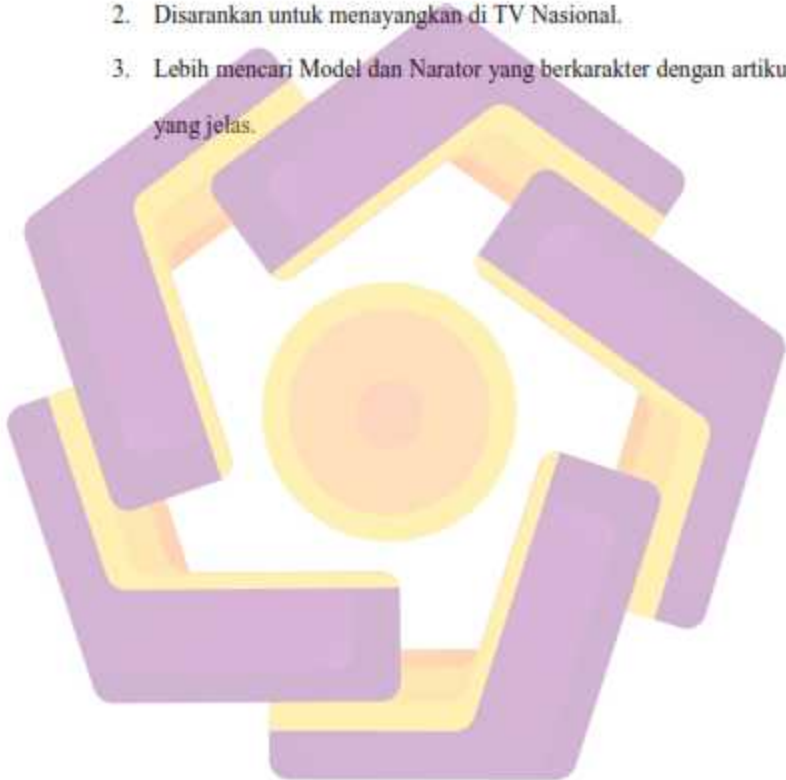 2. Disarankan untuk menayangkan di TV Nasional.
3. Lebih mencari Model dan Narator yang berkarakter dengan artiku
yang jelas.